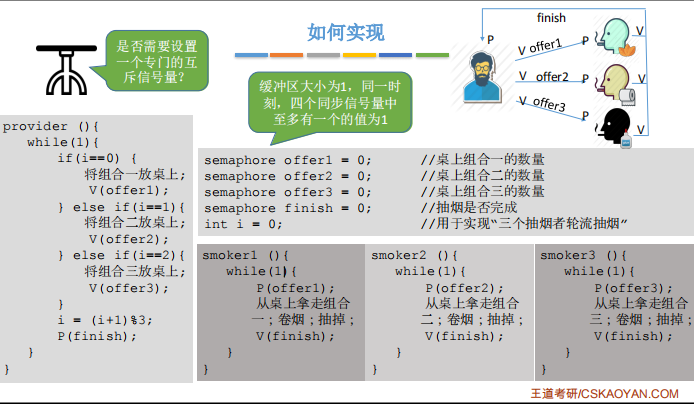 如何实现
是否需要设置
一个专门的互
斥信号量？
缓冲区大小为1，同一时
刻，四个同步信号量中
至多有一个的值为1
finish
P
V offer1 P V
V offer2 P V
V offer3 P V
provider (){
while(1){
if(i==0) {
将组合一放桌上;
V(offer1);
} else if(i==1){
将组合二放桌上;
V(offer2);
} else if(i==2){
将组合三放桌上;
V(offer3);
}
i = (i+1)%3;
P(finish);
}
}
semaphore offer1 = 0; //桌上组合一的数量
semaphore offer2 = 0; //桌上组合二的数量
semaphore offer3 = 0; //桌上组合三的数量
semaphore finish = 0; //抽烟是否完成
int i = 0; //用于实现“三个抽烟者轮流抽烟”
smoker1 (){
while(1){
P(offer1);
从桌上拿走组合
一；卷烟；抽掉；
V(finish);
}
}
smoker2 (){
while(1){
P(offer2);
从桌上拿走组合
二；卷烟；抽掉；
V(finish);
}
}
smoker3 (){
while(1){
P(offer3);
从桌上拿走组合
三；卷烟；抽掉；
V(finish);
}
}
王道考研/CSKAOYAN.COM